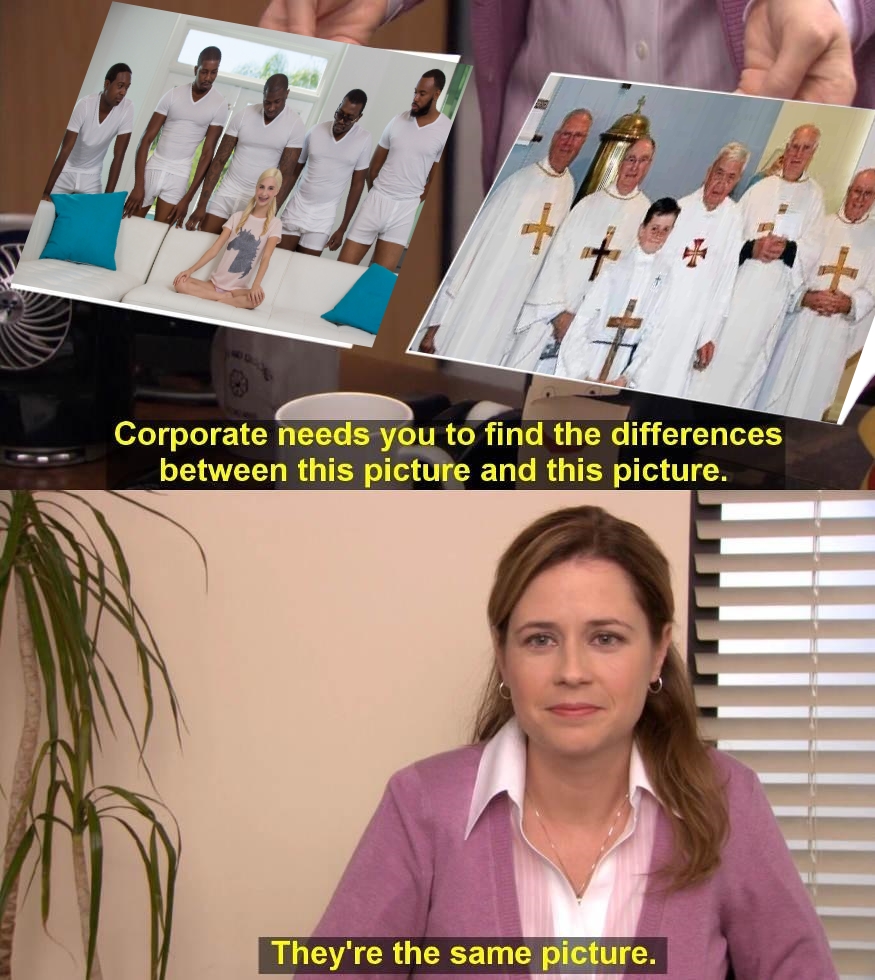 Corporate needs you to find the differences
between this picture and this picture.
They're the same picture.